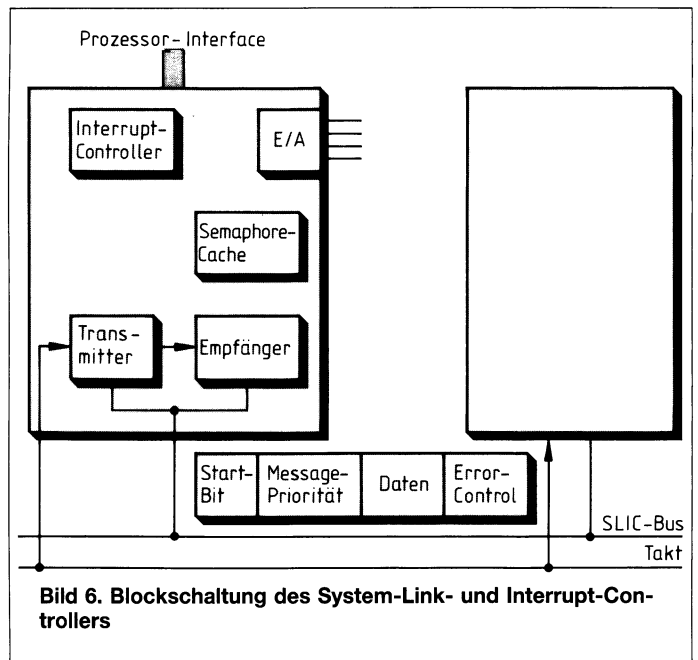 Prozessor-Interface
Interrupt-
Controller
E/A
Semaphore-
Cache
Trans-
mitter
Empfänger
Start-
Bit
Message-
Priorität
Daten
Error-
Control
SLIC-Bus
Takt
Bild 6. Blockschaltung des System-Link- und Interrupt-Con-
trollers